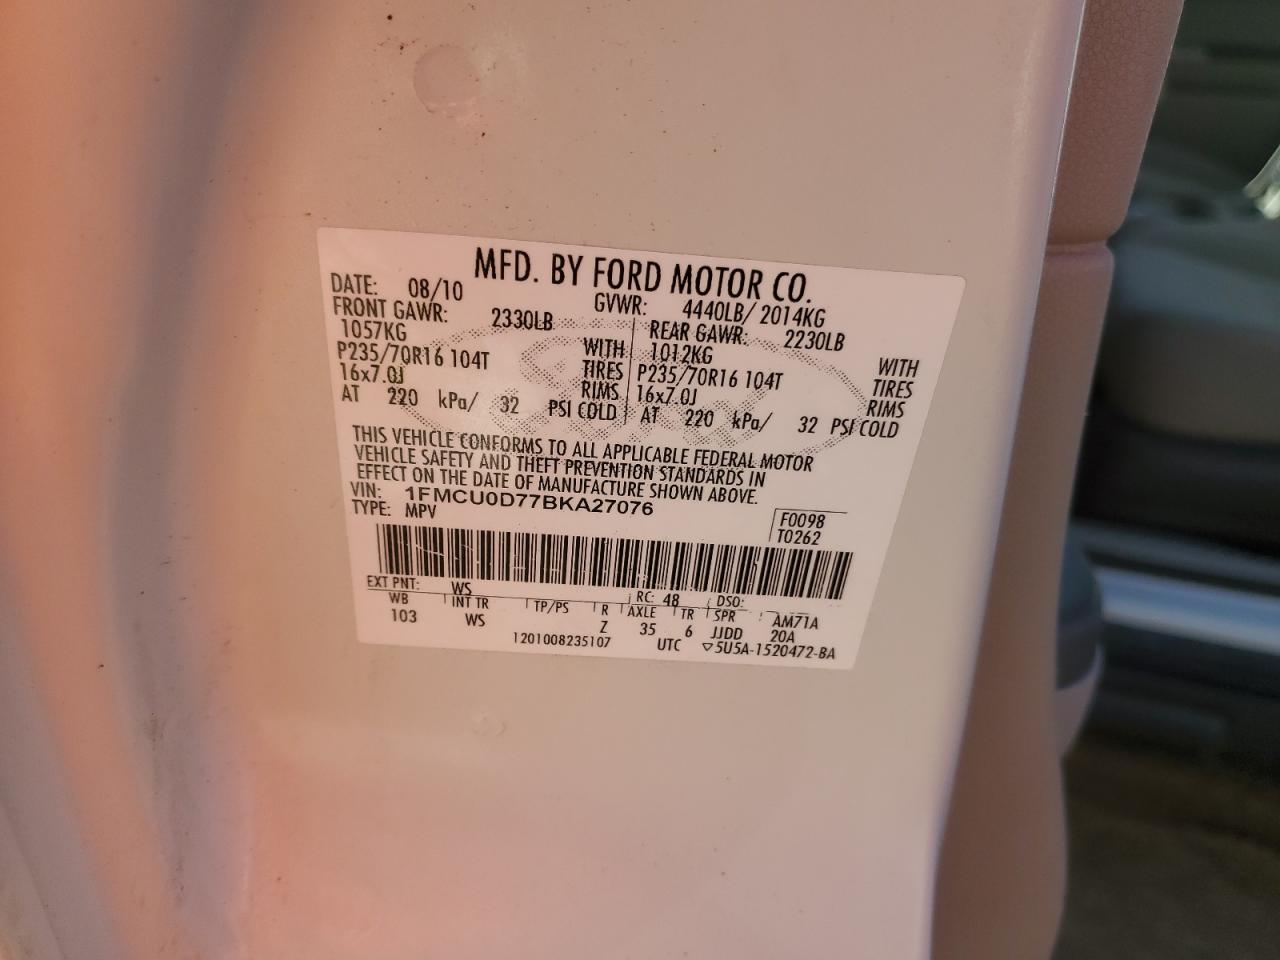 MFD. BY FORD MOTOR CO.
DATE: 08/10 GVWR: 4440LB/ 2014KG
FRONT GAWR: 2330LB REAR GAWR: 2230LB
1057KG WITH 1012KG WITH
P235/70R16 104T TIRES P235/70R16 104T TIRES
16x7.0J RIMS 16x7.0J RIMS
AT 220 kPa/ 32 PSI COLD AT 220 kPa/ 32 PSI COLD
THIS VEHICLE CONFORMS TO ALL APPLICABLE FEDERAL MOTOR
VEHICLE SAFETY AND THEFT PREVENTION STANDARDS IN
EFFECT ON THE DATE OF MANUFACTURE SHOWN ABOVE.
VIN: 1FMCU0D77BKA27076
TYPE: MPV
F0098
T0262
EXT PNT: WS RC: 48 DSO:
WB INT TR TP/PS R AXLE TR SPR AM71A
103 WS Z 35 6 JJDD 20A
1201008235107 UTC ▽5U5A-1520472-BA